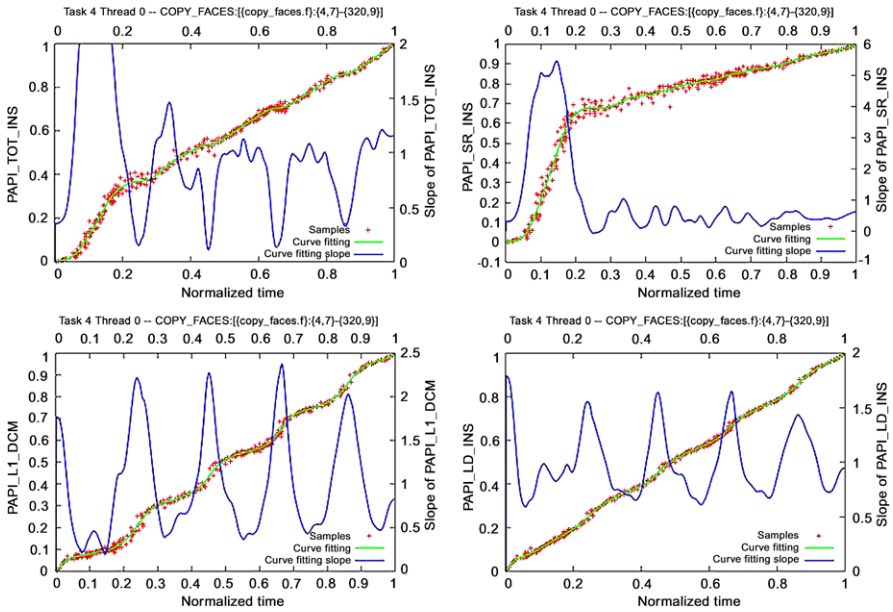 Task 4 Thread 0 -- COPY_FACES:[{copy_faces.f}:{4,7}-{320,9}]
0 0.2 0.4 0.6 0.8 1
1
0.8
0.6
0.4
0.2
0
PAPI_TOT_INS
2
1.5
1
0.5
0
Slope of PAPI_TOT_INS
Samples
Curve fitting
Curve fitting slope
0 0.2 0.4 0.6 0.8 1
Normalized time
Task 4 Thread 0 -- COPY_FACES:[{copy_faces.f}:{4,7}-{320,9}]
0 0.1 0.2 0.3 0.4 0.5 0.6 0.7 0.8 0.9 1
1
0.9
0.8
0.7
0.6
0.5
0.4
0.3
0.2
0.1
0
-0.1
PAPI_SR_INS
6
5
4
3
2
1
0
-1
Slope of PAPI_SR_INS
Samples
Curve fitting
Curve fitting slope
0 0.1 0.2 0.3 0.4 0.5 0.6 0.7 0.8 0.9 1
Normalized time
Task 4 Thread 0 -- COPY_FACES:[{copy_faces.f}:{4,7}-{320,9}]
0 0.1 0.2 0.3 0.4 0.5 0.6 0.7 0.8 0.9 1
1
0.9
0.8
0.7
0.6
0.5
0.4
0.3
0.2
0.1
0
PAPI_L1_DCM
2.5
2
1.5
1
0.5
0
Slope of PAPI_L1_DCM
Samples
Curve fitting
Curve fitting slope
0 0.1 0.2 0.3 0.4 0.5 0.6 0.7 0.8 0.9 1
Normalized time
Task 4 Thread 0 -- COPY_FACES:[{copy_faces.f}:{4,7}-{320,9}]
0 0.2 0.4 0.6 0.8 1
1
0.8
0.6
0.4
0.2
0
PAPI_LD_INS
2
1.5
1
0.5
0
Slope of PAPI_LD_INS
Samples
Curve fitting
Curve fitting slope
0 0.2 0.4 0.6 0.8 1
Normalized time